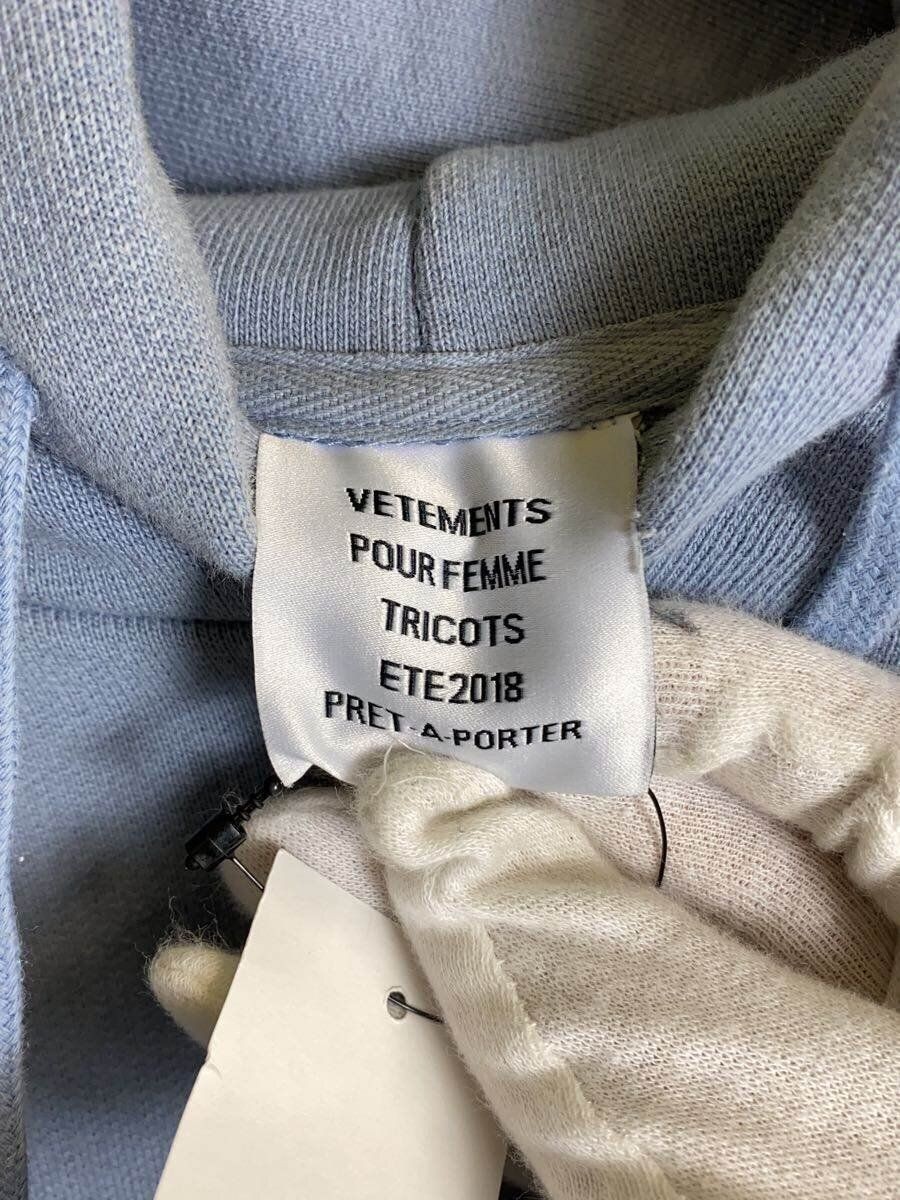 VETEMENTS
POUR FEMME
TRICOTS
ETE2018
PRET-A-PORTER